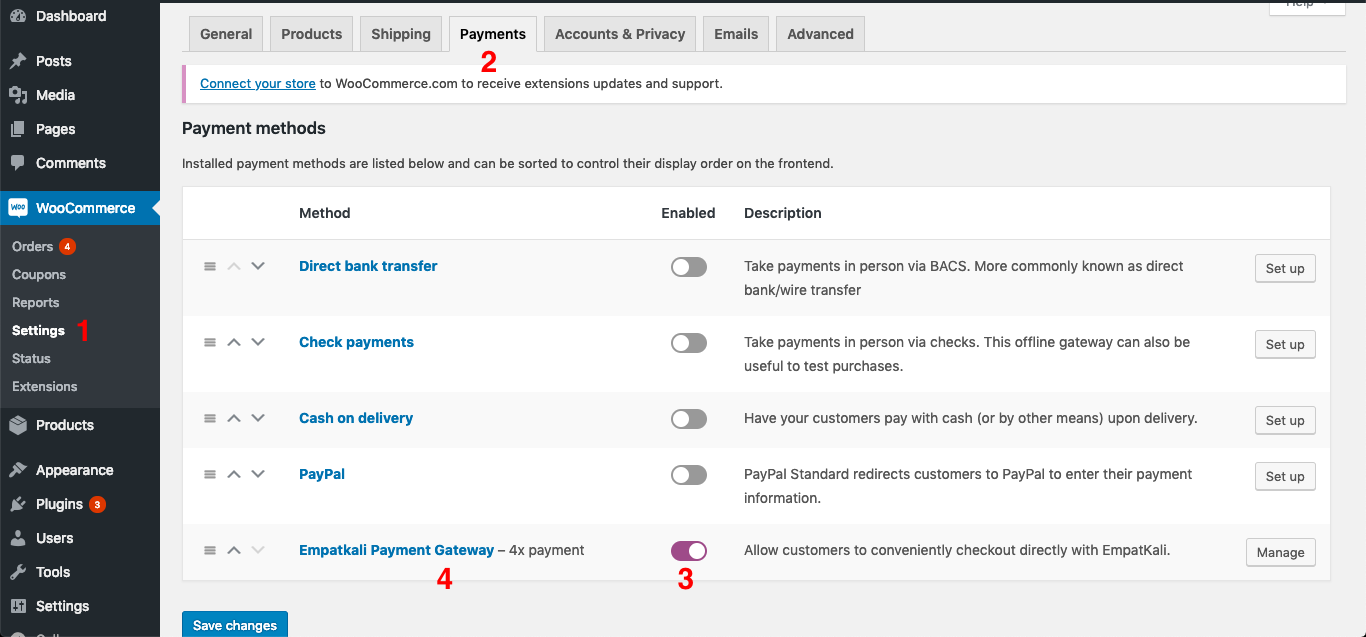 Dashboard
Posts
Media
Pages
Comments
WooCommerce
Orders 4
Coupons
Reports
Settings 1
Status
Extensions
Products
Appearance
Plugins 3
Users
Tools
Settings
Help
General Products Shipping Payments Accounts & Privacy Emails Advanced
2
Connect your store to WooCommerce.com to receive extensions updates and support.
Payment methods
Installed payment methods are listed below and can be sorted to control their display order on the frontend.
Method Enabled Description
Direct bank transfer Take payments in person via BACS. More commonly known as direct Set up
bank/wire transfer
Check payments Take payments in person via checks. This offline gateway can also be Set up
useful to test purchases.
Cash on delivery Have your customers pay with cash (or by other means) upon delivery. Set up
PayPal PayPal Standard redirects customers to PayPal to enter their payment Set up
information.
Empatkali Payment Gateway – 4x payment Allow customers to conveniently checkout directly with EmpatKali. Manage
4 3
Save changes